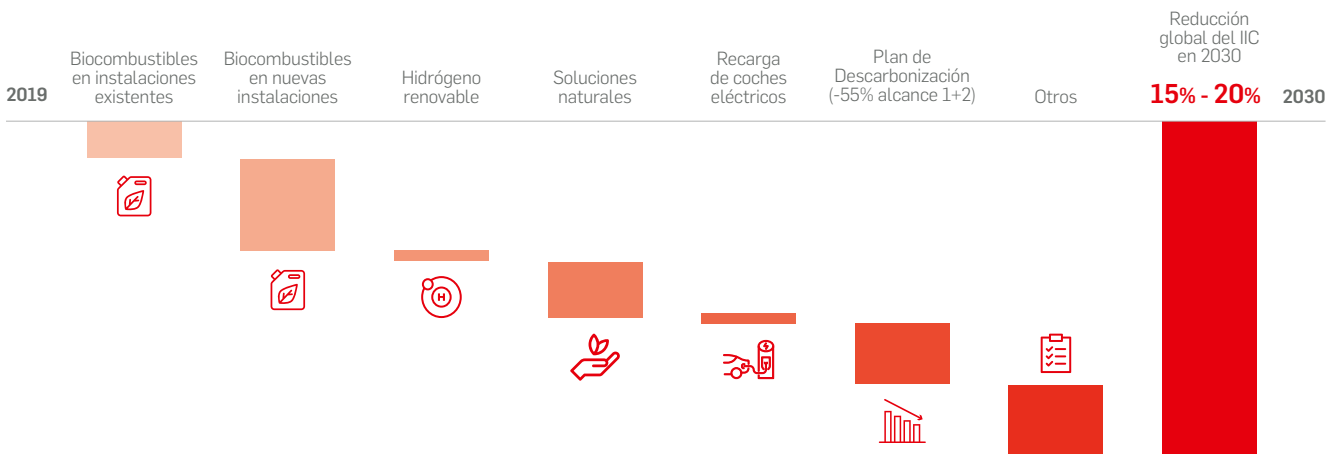 2019
Biocombustibles
en instalaciones
existentes
Biocombustibles
en nuevas
instalaciones
Hidrógeno
renovable
Soluciones
naturales
Recarga
de coches
eléctricos
Plan de
Descarbonización
(-55% alcance 1+2)
Otros
Reducción
global del IIC
en 2030
15% - 20%
2030
H